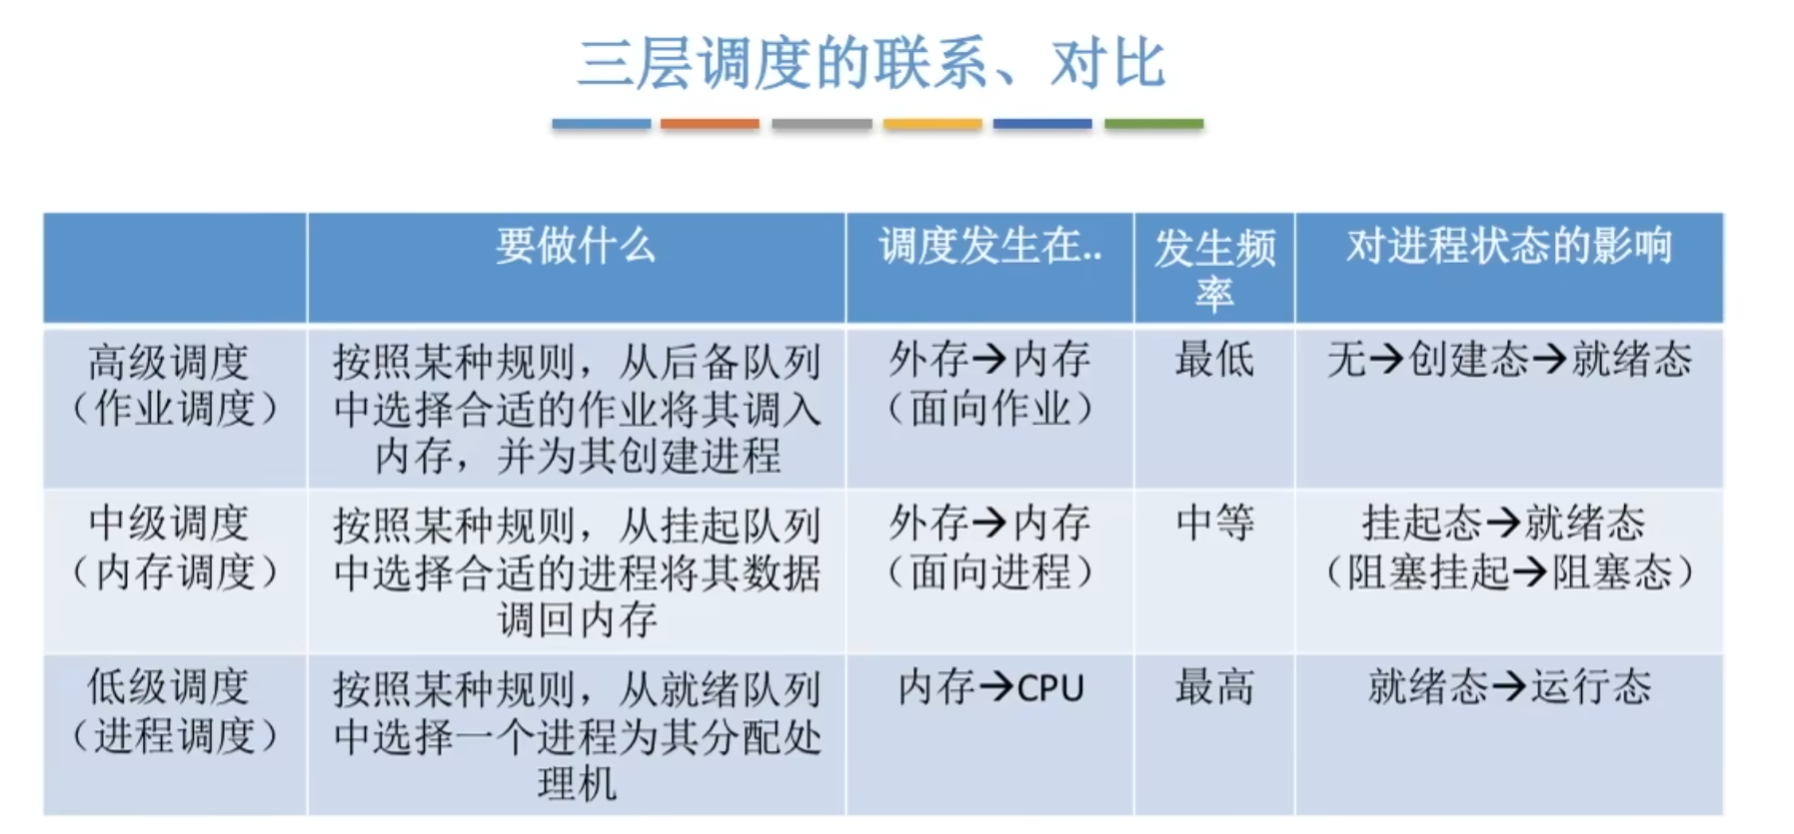 三层调度的联系、对比
要做什么
调度发生在..
发生频
率
对进程状态的影响
高级调度
（作业调度）
按照某种规则，从后备队列
中选择合适的作业将其调入
内存，并为其创建进程
外存→内存
（面向作业）
最低
无→创建态→就绪态
中级调度
（内存调度）
按照某种规则，从挂起队列
中选择合适的进程将其数据
调回内存
外存→内存
（面向进程）
中等
挂起态→就绪态
（阻塞挂起→阻塞态）
低级调度
（进程调度）
按照某种规则，从就绪队列
中选择一个进程为其分配处
理机
内存→CPU
最高
就绪态→运行态